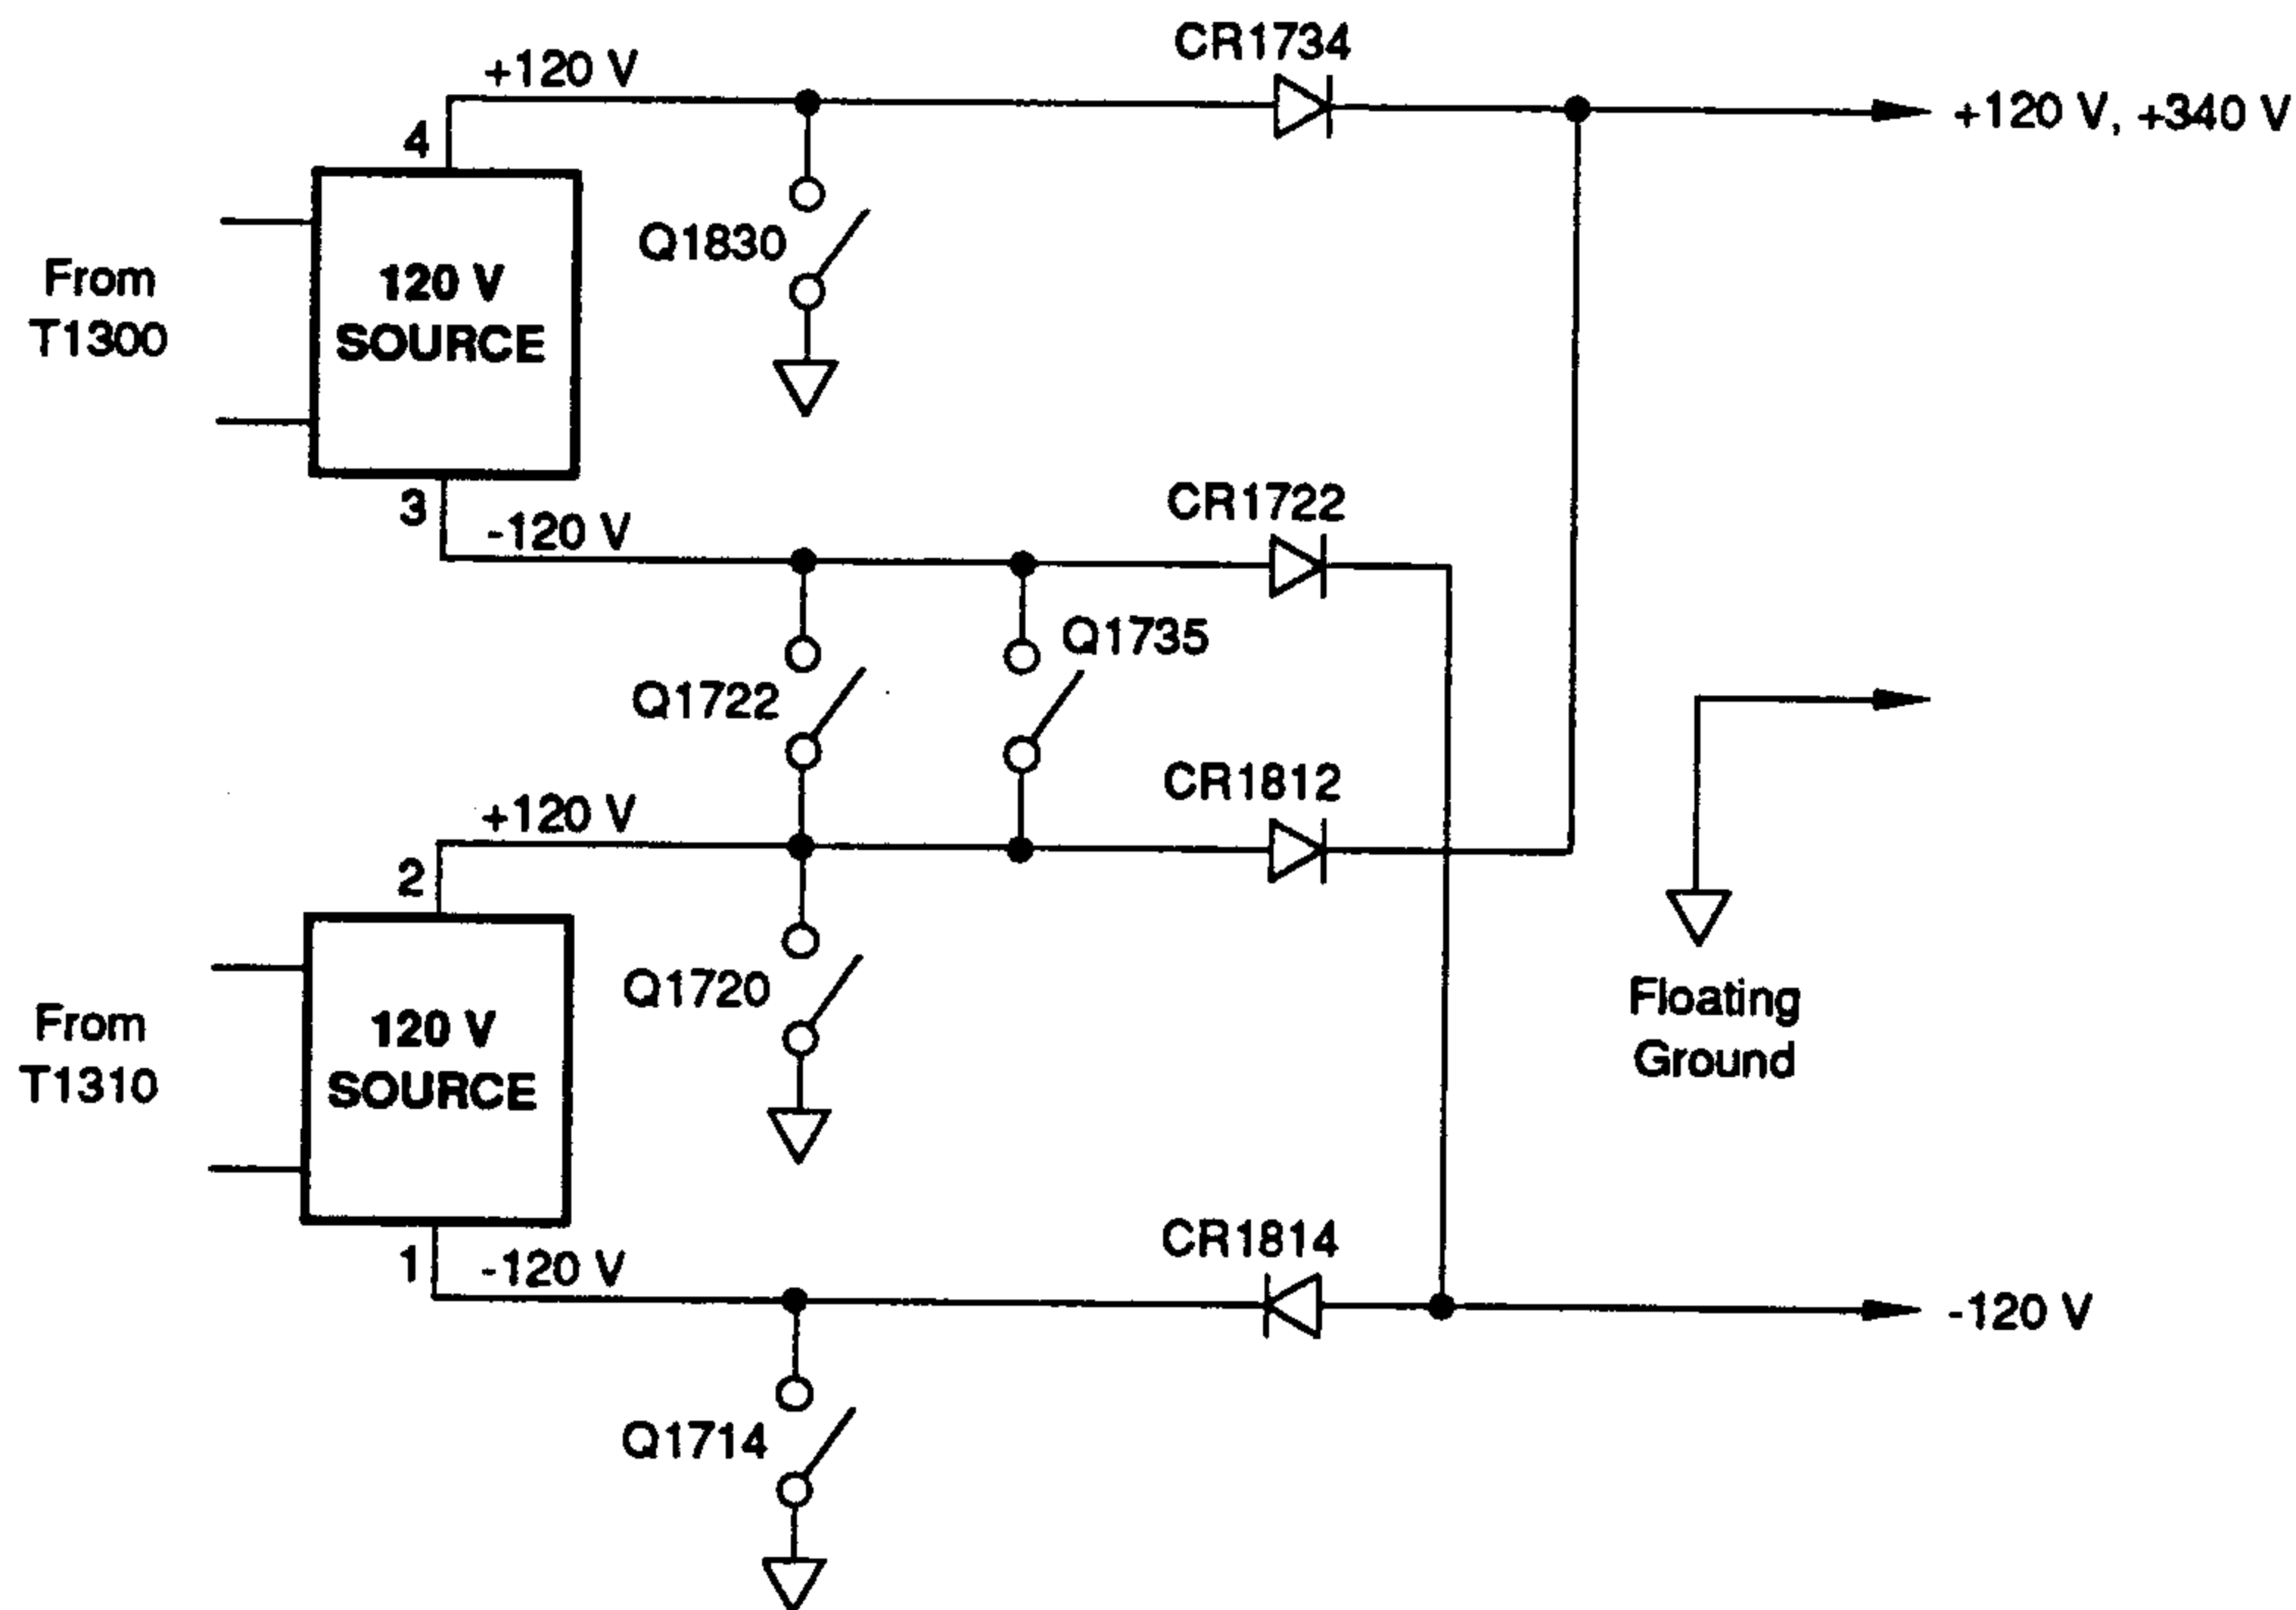 CR1734
+120 V
+120 V, +340 V
4
Q1830
From
T1300
120 V
SOURCE
3
-120 V
CR1722
Q1735
Q1722
CR1812
+120 V
2
Q1720
Floating
Ground
From
T1310
120 V
SOURCE
1
-120 V
CR1814
-120 V
Q1714